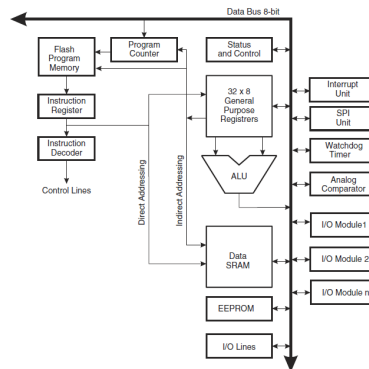 Data Bus 8-bit
Flash
Program
Memory
Program
Counter
Status
and Control
Instruction
Register
32 x 8
General
Purpose
Registrers
Instruction
Decoder
Control Lines
Direct Addressing
Indirect Addressing
ALU
Interrupt
Unit
SPI
Unit
Watchdog
Timer
Analog
Comparator
I/O Module1
Data
SRAM
I/O Module 2
I/O Module n
EEPROM
I/O Lines